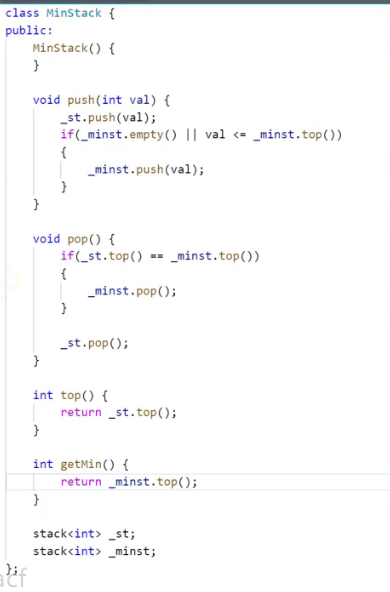 class MinStack {
public:
    MinStack() {
    }

    void push(int val) {
        _st.push(val);
        if(_minst.empty() || val <= _minst.top())
        {
            _minst.push(val);
        }
    }

    void pop() {
        if(_st.top() == _minst.top())
        {
            _minst.pop();
        }

        _st.pop();
    }

    int top() {
        return _st.top();
    }

    int getMin() {
        return _minst.top();
    }

    stack<int> _st;
    stack<int> _minst;
};
acf